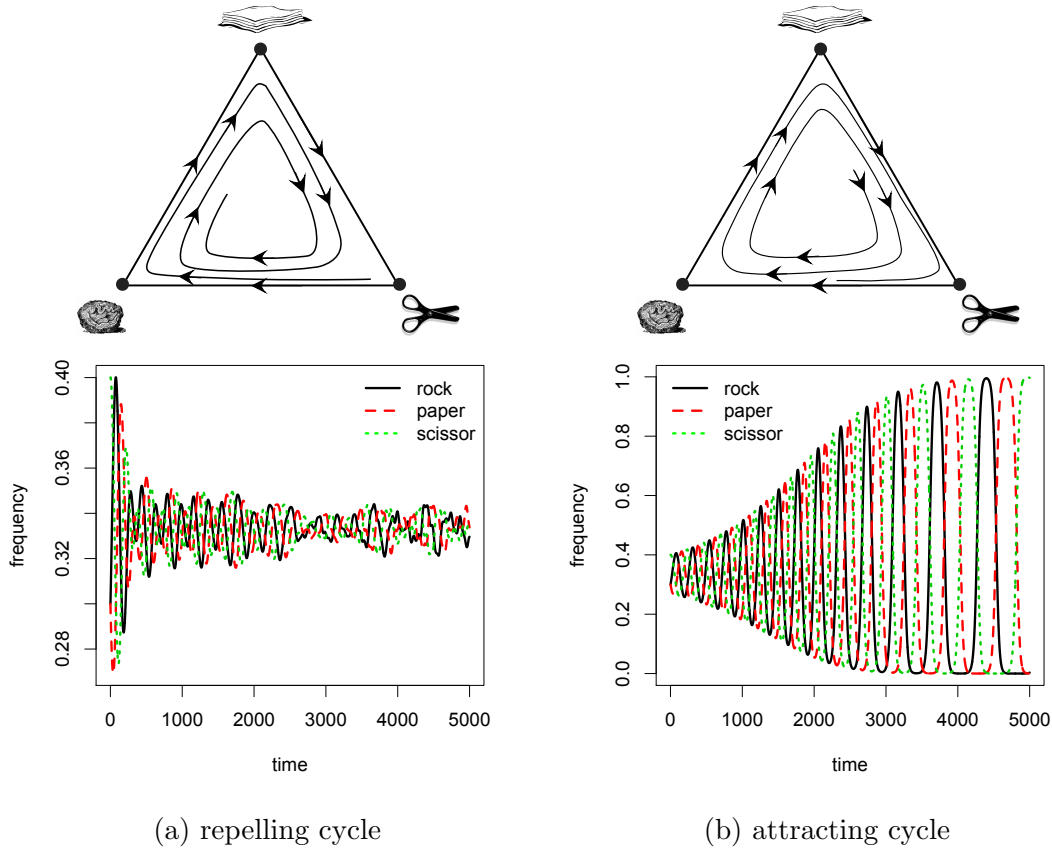 0.28 0.32 0.36 0.40
frequency
rock
paper
scissor
0 1000 2000 3000 4000 5000
time
(a) repelling cycle
0.0 0.2 0.4 0.6 0.8 1.0
frequency
rock
paper
scissor
0 1000 2000 3000 4000 5000
time
(b) attracting cycle